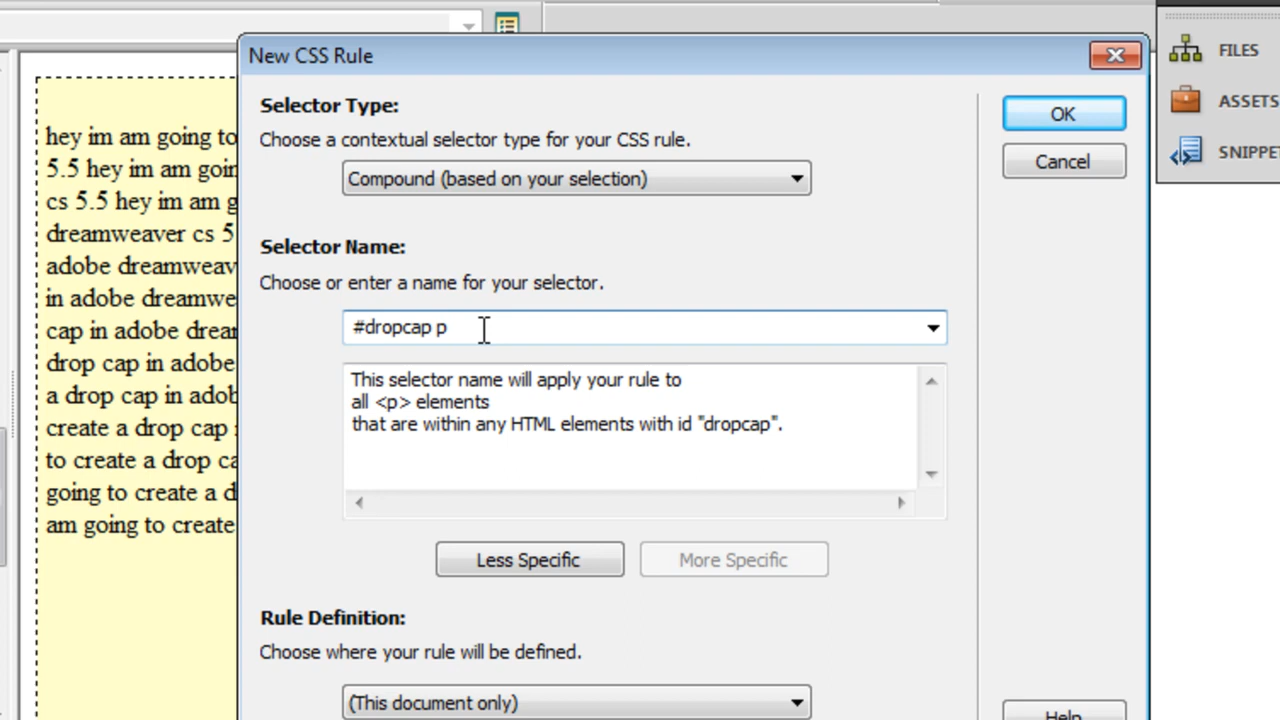 New CSS Rule
FILES
ASSETS
Selector Type:
Choose a contextual selector type for your CSS rule.
Compound (based on your selection)
OK
Cancel
Selector Name:
Choose or enter a name for your selector.
#dropcap p
This selector name will apply your rule to
all <p> elements
that are within any HTML elements with id "dropcap".
Less Specific
More Specific
Rule Definition:
Choose where your rule will be defined.
(This document only)
Help
hey im am going to
5.5 hey im am goin
cs 5.5 hey im am g
dreamweaver cs 5
adobe dreamweav
in adobe dreamwe
cap in adobe drear
drop cap in adobe
a drop cap in adob
create a drop cap
to create a drop ca
going to create a d
am going to create